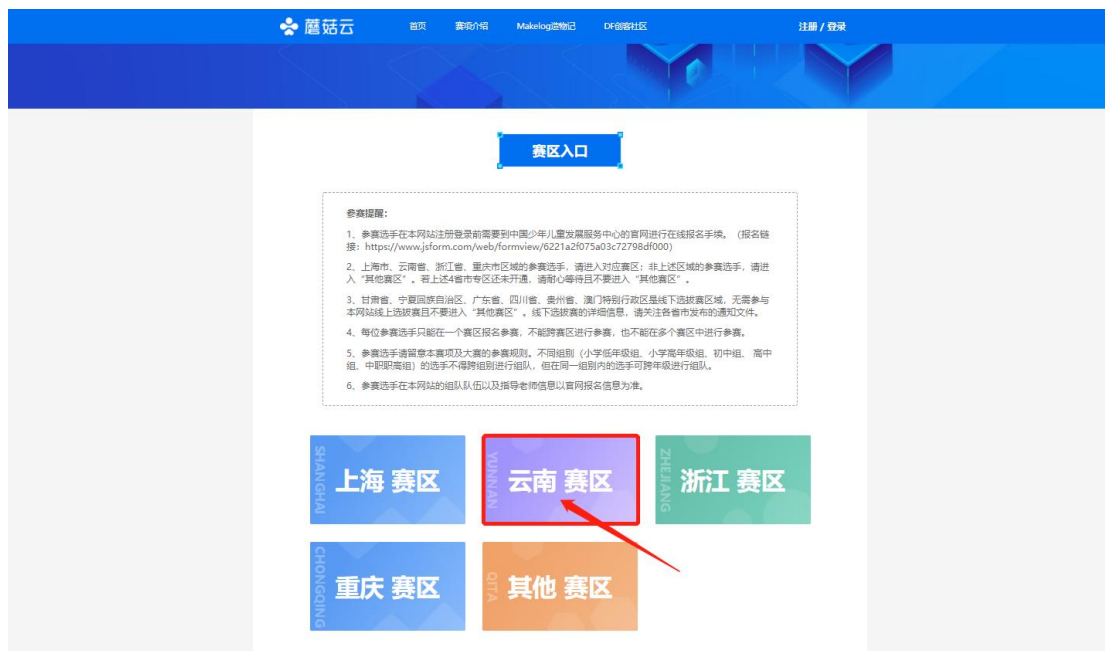 蘑菇云
首页 赛项介绍 Makelog造物记 DF创客社区 注册 / 登录
赛区入口
参赛提醒：
1、参赛选手在本网站注册登录前需要到中国少年儿童发展服务中心的官网进行在线报名手续。（报名链
接：https://www.jsform.com/web/formview/6221a2f075a03c72798df000）
2、上海市、云南省、浙江省、重庆市区域的参赛选手，请进入对应赛区；非上述区域的参赛选手，请进
入“其他赛区”。若上述4省市专区还未开通，请耐心等待且不要进入“其他赛区”。
3、甘肃省、宁夏回族自治区、广东省、四川省、贵州省、澳门特别行政区是线下选拔赛区域，无需参与
本网站线上选拔赛且不要进入“其他赛区”。线下选拔赛的详细信息，请关注各省市发布的通知文件。
4、每位参赛选手只能在一个赛区报名参赛，不能跨赛区进行参赛，也不能在多个赛区中进行参赛。
5、参赛选手请留意本赛项及大赛的参赛规则。不同组别（小学低年级组、小学高年级组、初中组、 高中
组、中职职高组）的选手不得跨组别进行组队，但在同一组别内的选手可跨年级进行组队。
6、参赛选手在本网站的组队队伍以及指导老师信息以官网报名信息为准。
SHANGHAI
上海 赛区
YUNNAN
云南 赛区
ZHEJIANG
浙江 赛区
CHONGQING
重庆 赛区
QITA
其他 赛区